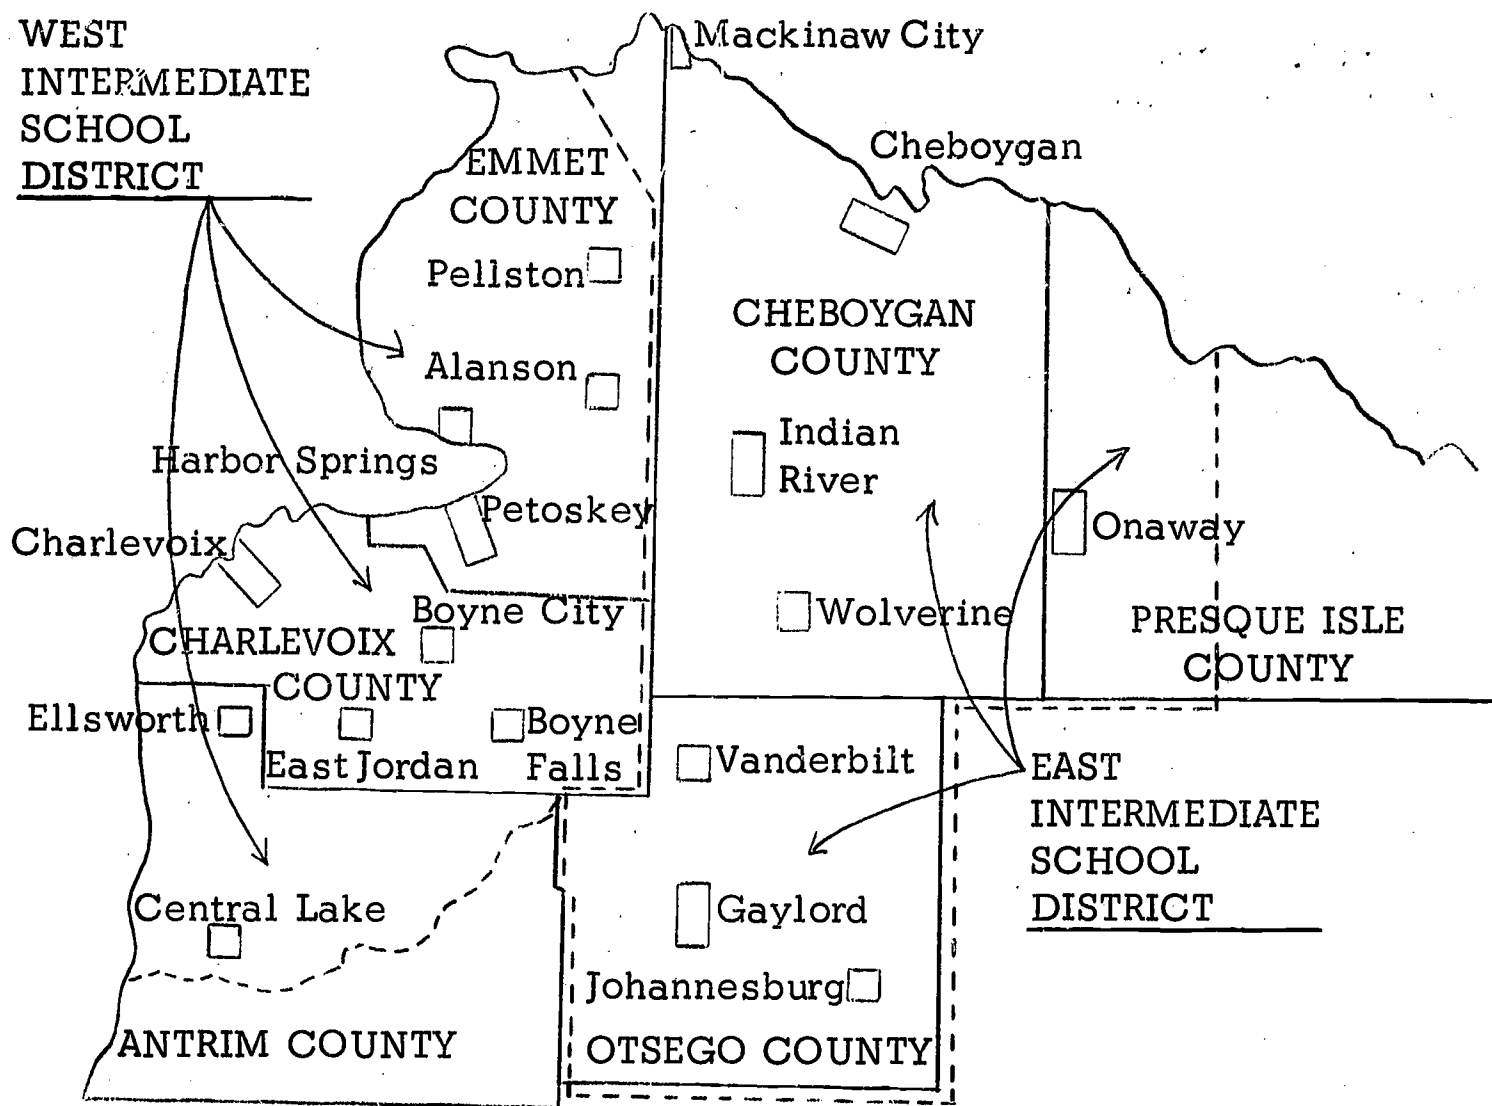 WEST
INTERMEDIATE
SCHOOL
DISTRICT
Mackinaw City
Cheboygan
EMMET
COUNTY
Pellston
CHEBOYGAN
COUNTY
Alanson
Indian
River
Harbor Springs
Petoskey
Onaway
Charlevoix
Boyne City
Wolverine
PRESQUE ISLE
COUNTY
CHARLEVOIX
COUNTY
Ellsworth
East Jordan
Boyne
Falls
Vanderbilt
EAST
INTERMEDIATE
SCHOOL
DISTRICT
Central Lake
Gaylord
Johannesburg
ANTRIM COUNTY
OTSEGO COUNTY